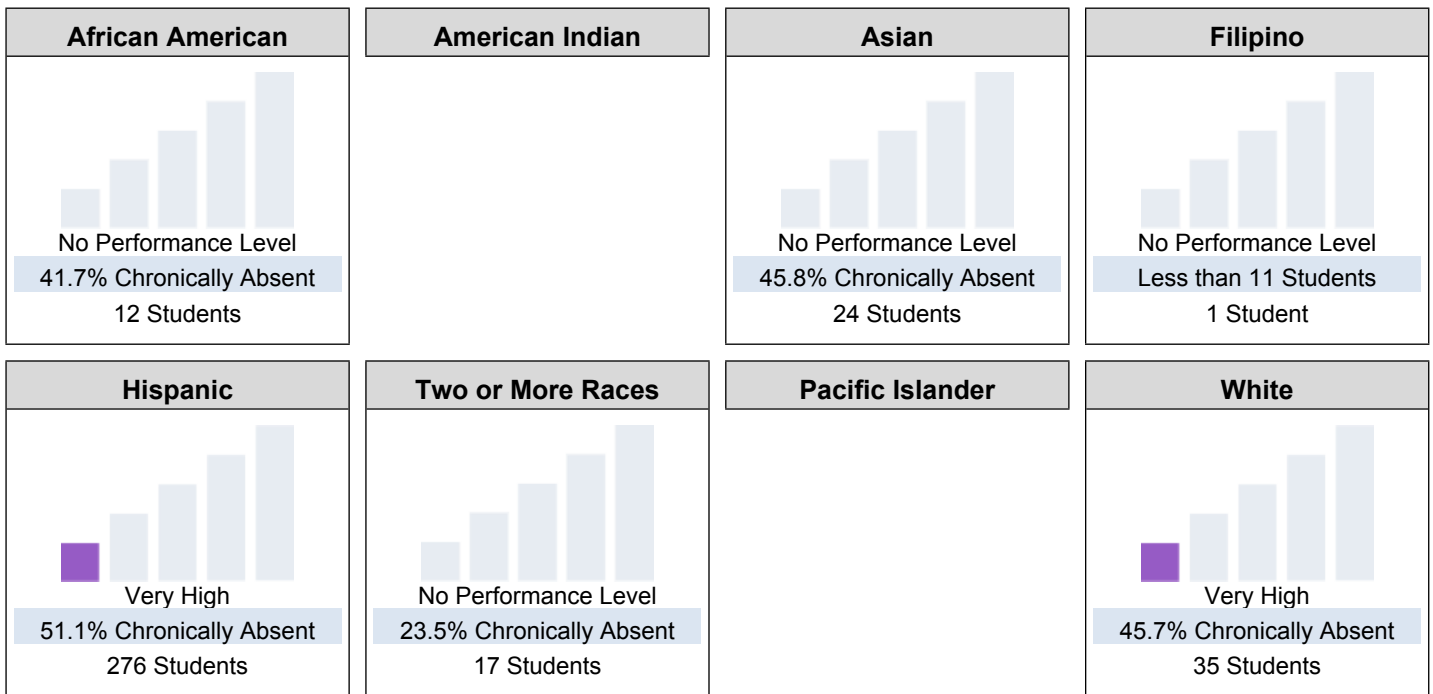 African American
No Performance Level
41.7% Chronically Absent
12 Students
American Indian
Asian
No Performance Level
45.8% Chronically Absent
24 Students
Filipino
No Performance Level
Less than 11 Students
1 Student
Hispanic
Very High
51.1% Chronically Absent
276 Students
Two or More Races
No Performance Level
23.5% Chronically Absent
17 Students
Pacific Islander
White
Very High
45.7% Chronically Absent
35 Students